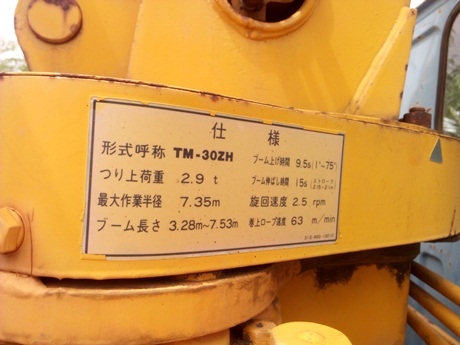 仕様
形式呼称 TM-30ZH
つり上荷重 2.9 t
最大作業半径 7.35m
ブーム長さ 3.28m~7.53m
ブーム上げ時間 9.5s(1°~75°)
ブーム伸ばし時間 15s
旋回速度 2.5 rpm
巻上ロープ速度 63 m/min